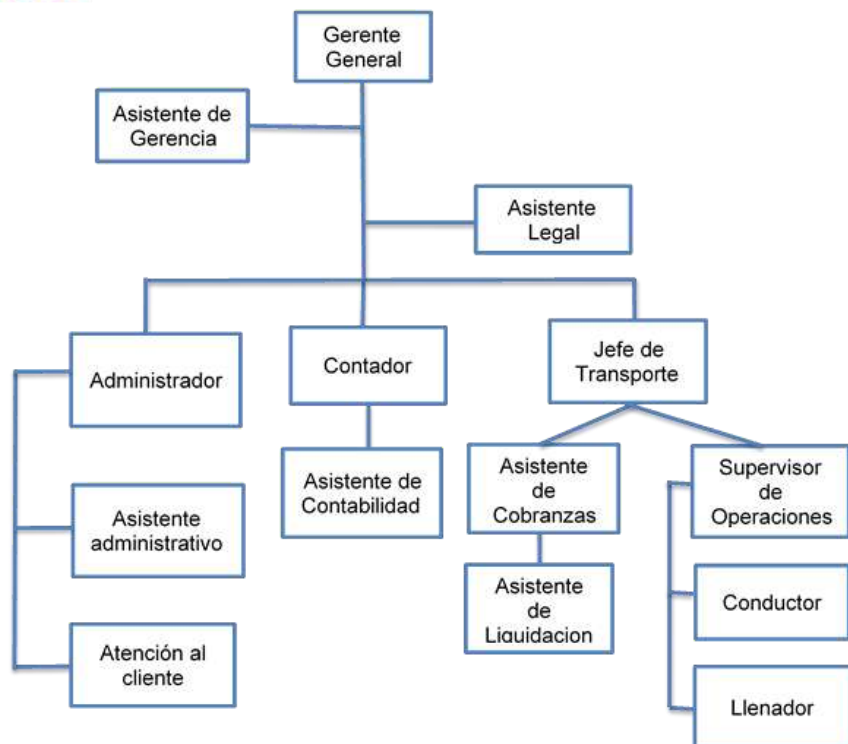 Gerente
General
Asistente de
Gerencia
Asistente
Legal
Administrador
Contador
Jefe de
Transporte
Asistente
administrativo
Atención al
cliente
Asistente de
Contabilidad
Asistente
de
Cobranzas
Asistente
de
Liquidacion
Supervisor
de
Operaciones
Conductor
Llenador